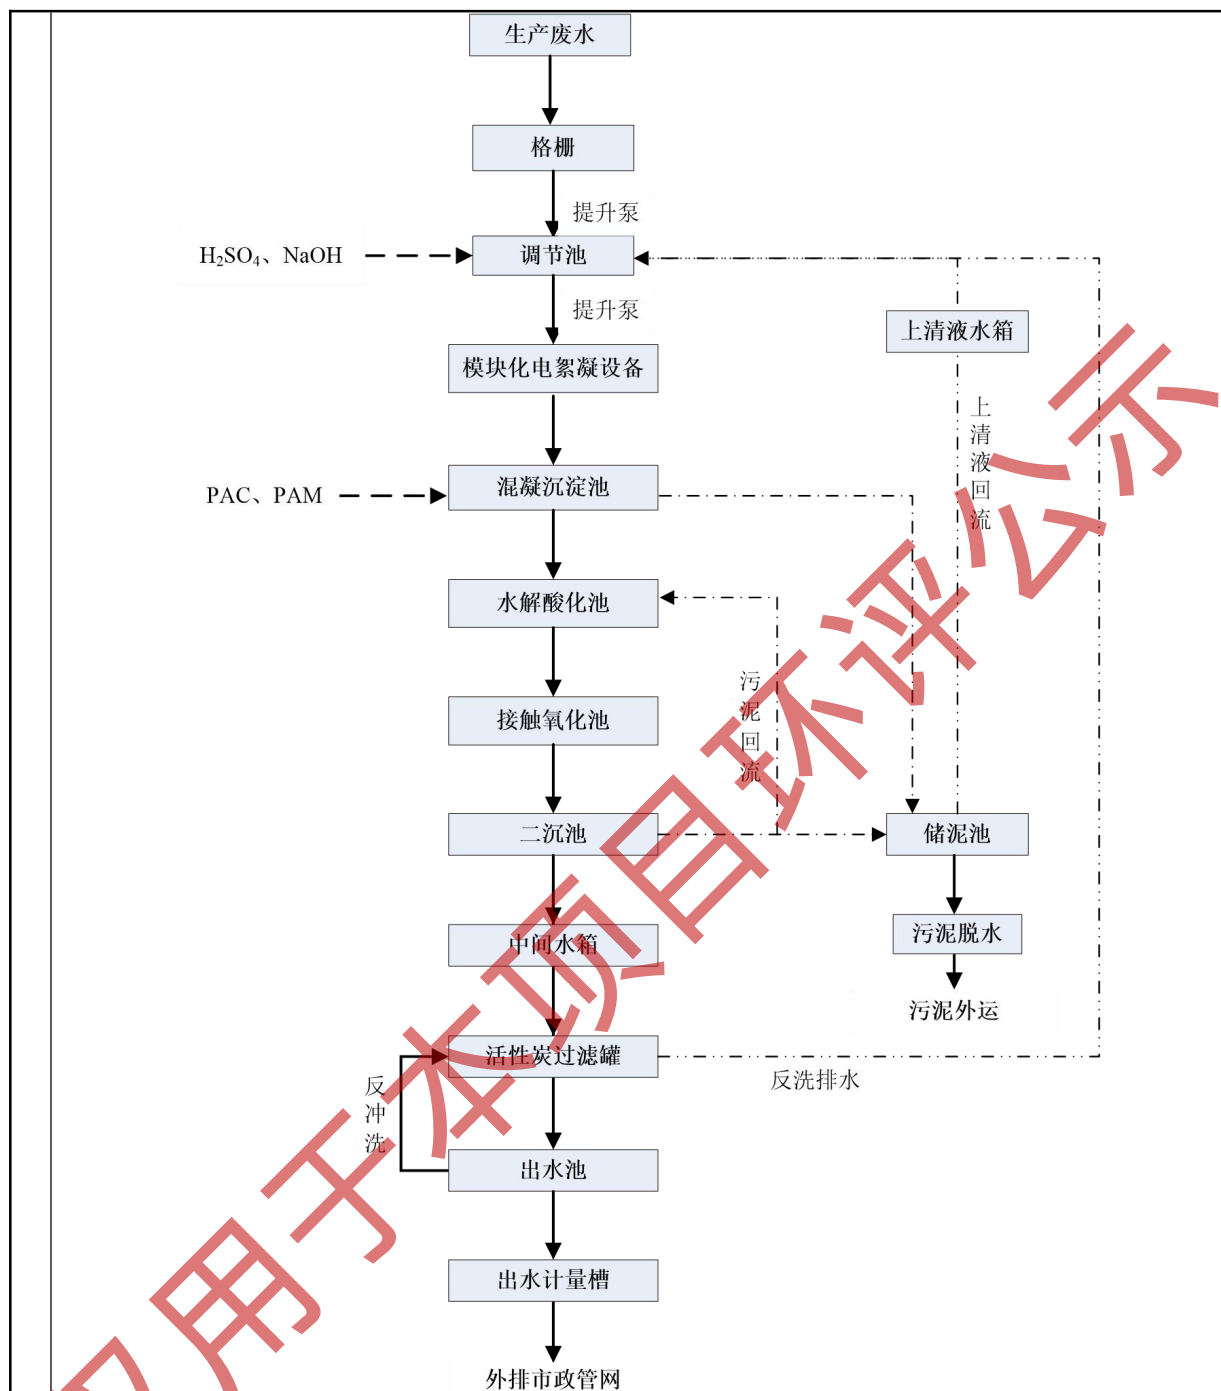 生产废水
格栅
提升泵
H₂SO₄、NaOH
调节池
提升泵
上清液水箱
模块化电絮凝设备
上清液回流
PAC、PAM
混凝沉淀池
水解酸化池
污泥回流
接触氧化池
二沉池
储泥池
中间水箱
污泥脱水
污泥外运
活性炭过滤罐
反洗排水
反冲洗
出水池
出水计量槽
外排市政管网
用于本项目环评公示